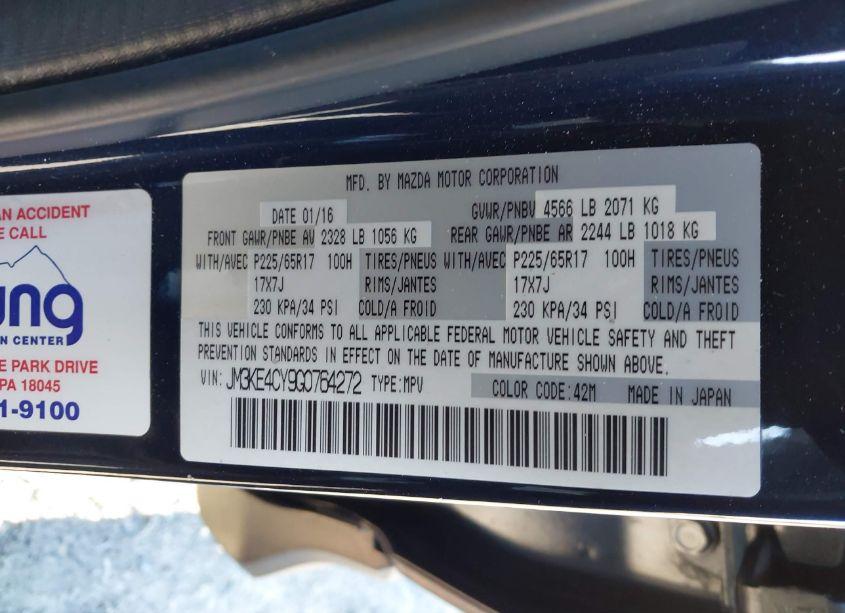 AN ACCIDENT
E CALL
ung
N CENTER
E PARK DRIVE
PA 18045
1-9100
MFD. BY MAZDA MOTOR CORPORATION
DATE 01/16 GVWR/PNBV 4566 LB 2071 KG
FRONT GAWR/PNBE AV 2328 LB 1056 KG REAR GAWR/PNBE AR 2244 LB 1018 KG
WITH/AVEC P225/65R17 100H TIRES/PNEUS WITH/AVEC P225/65R17 100H TIRES/PNEUS
17X7J RIMS/JANTES 17X7J RIMS/JANTES
230 KPA/34 PSI COLD/A FROID 230 KPA/34 PSI COLD/A FROID
THIS VEHICLE CONFORMS TO ALL APPLICABLE FEDERAL MOTOR VEHICLE SAFETY AND THEFT
PREVENTION STANDARDS IN EFFECT ON THE DATE OF MANUFACTURE SHOWN ABOVE.
VIN: JM3KE4CY9G0764272 TYPE:MPV COLOR CODE:42M MADE IN JAPAN